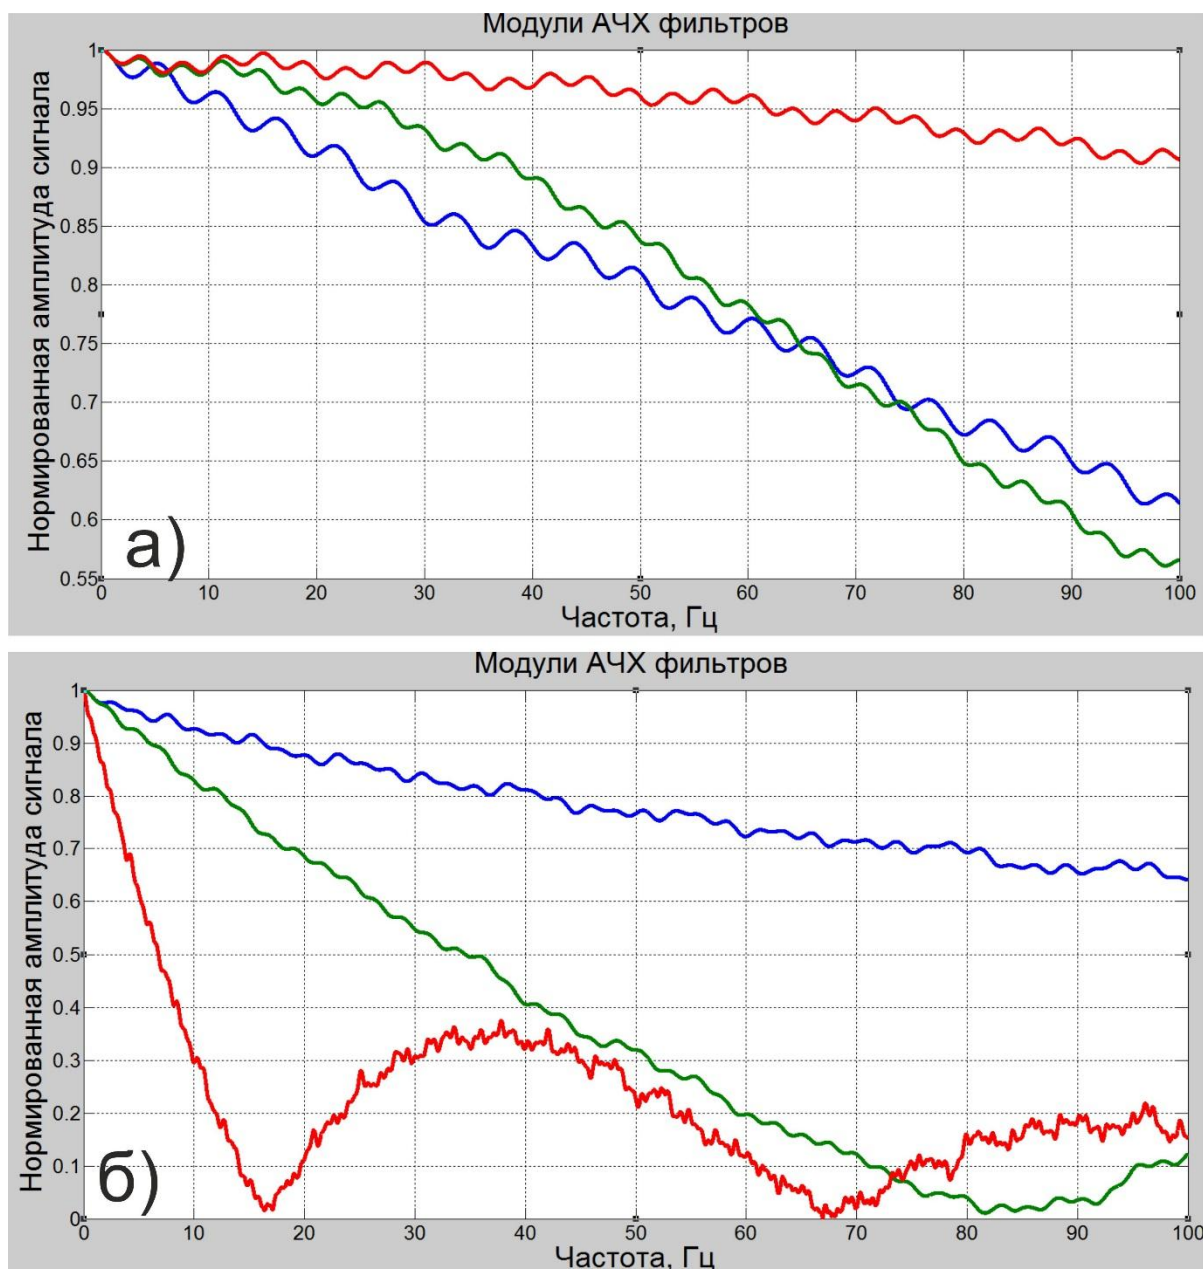 Модули АЧХ фильтров
Нормированная амплитуда сигнала
1
0.95
0.9
0.85
0.8
0.75
0.7
0.65
0.6
0.55
а)
0 10 20 30 40 50 60 70 80 90 100
Частота, Гц
Модули АЧХ фильтров
Нормированная амплитуда сигнала
1
0.9
0.8
0.7
0.6
0.5
0.4
0.3
0.2
0.1
0
б)
0 10 20 30 40 50 60 70 80 90 100
Частота, Гц